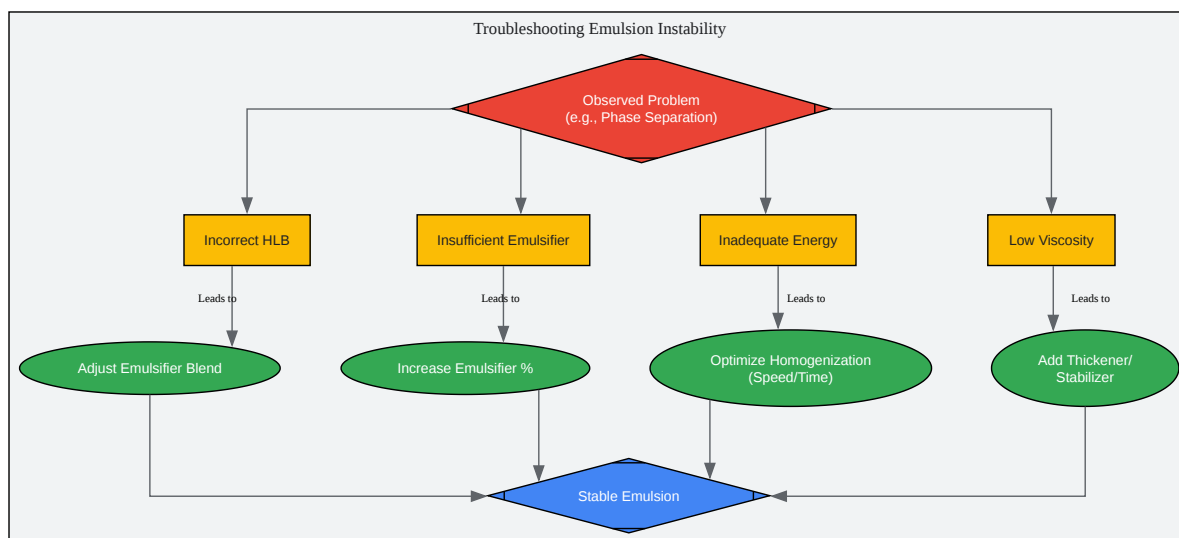 Troubleshooting Emulsion Instability
Observed Problem
(e.g., Phase Separation)
Incorrect HLB
Insufficient Emulsifier
Inadequate Energy
Low Viscosity
Leads to
Leads to
Leads to
Leads to
Adjust Emulsifier Blend
Increase Emulsifier %
Optimize Homogenization
(Speed/Time)
Add Thickener/
Stabilizer
Stable Emulsion